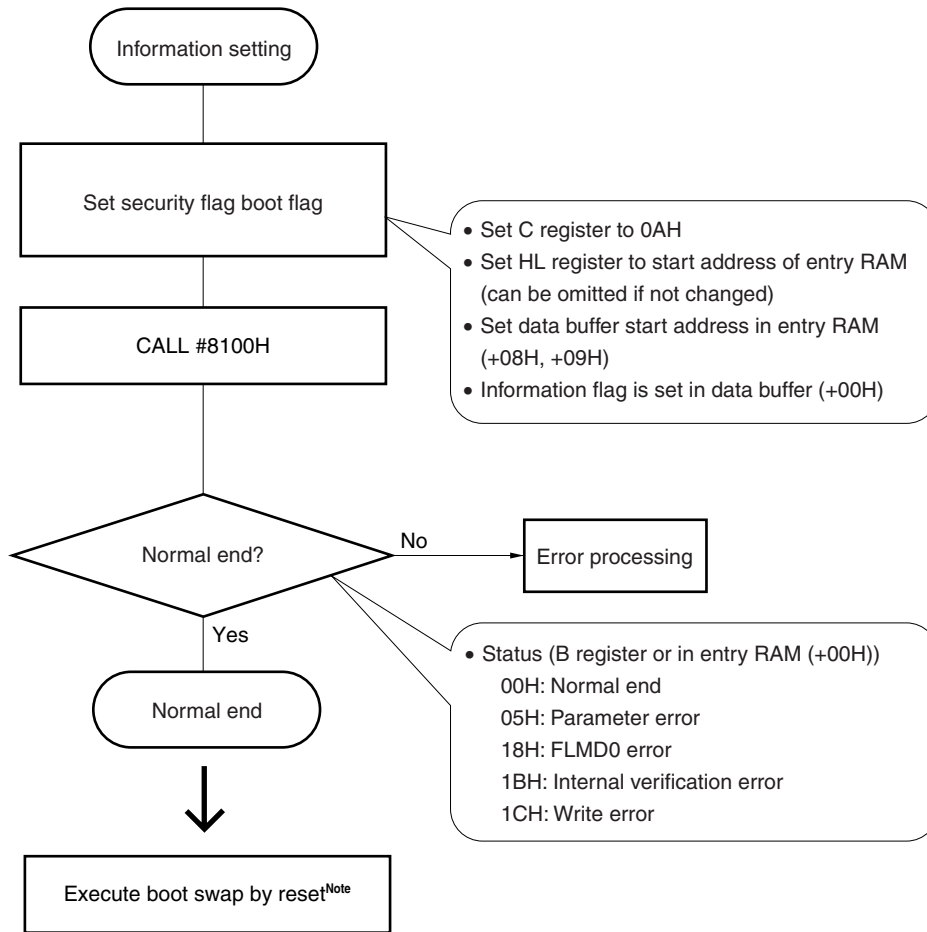 Information setting
Set security flag boot flag
• Set C register to 0AH
• Set HL register to start address of entry RAM
(can be omitted if not changed)
• Set data buffer start address in entry RAM
(+08H, +09H)
• Information flag is set in data buffer (+00H)
CALL #8100H
Normal end?
No
Error processing
Yes
• Status (B register or in entry RAM (+00H))
00H: Normal end
05H: Parameter error
18H: FLMD0 error
1BH: Internal verification error
1CH: Write error
Normal end
Execute boot swap by resetNote